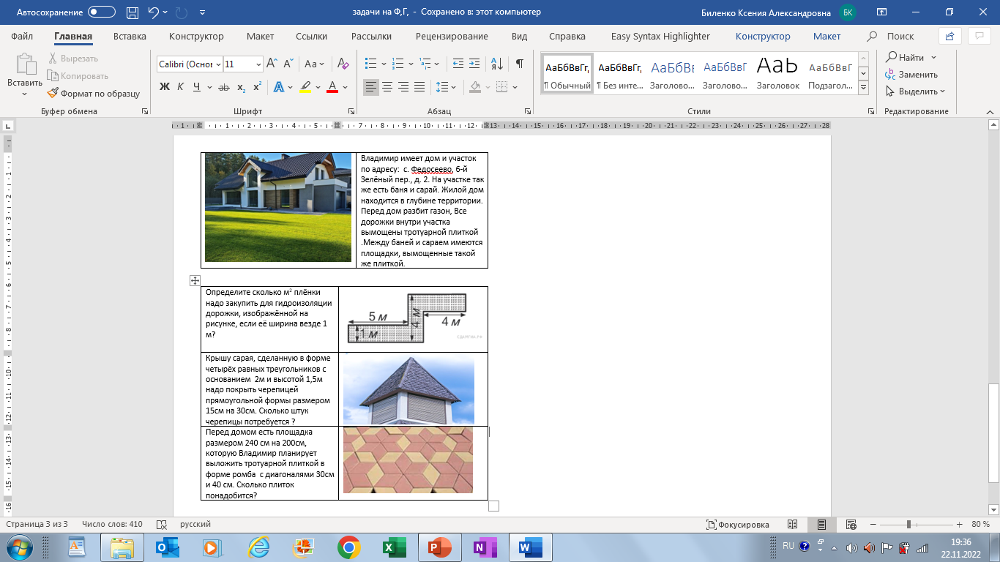 Автосохранение
задачи на Ф,Г, - Сохранено в: этот компьютер
Биленко Ксения Александровна
БК
Файл Главная Вставка Конструктор Макет Ссылки Рассылки Рецензирование Вид Справка Easy Syntax Highlighter Конструктор Макет Поиск
Вставить
Вырезать
Копировать
Формат по образцу
Буфер обмена
Calibri (Основ 11
Шрифт
Абзац
АаБбВвГг, АаБбВвГг, АаБбВв АаБбВвГ АаЬ АаБбВвГ
¶ Обычный ¶ Без инте... Заголово... Заголово... Заголовок Подзагол...
Стили
Найти
Заменить
Выделить
Редактирование
Владимир имеет дом и участок
по адресу: с. Федосеево, 6-й
Зелёный пер., д. 2. На участке так
же есть баня и сарай. Жилой дом
находится в глубине территории.
Перед дом разбит газон, Все
дорожки внутри участка
вымощены тротуарной плиткой
.Между баней и сараем имеются
площадки, вымощенные такой
же плиткой.
Определите сколько м² плёнки
надо закупить для гидроизоляции
дорожки, изображённой на
рисунке, если её ширина везде 1
м?
5 м
4 м
4 м
1 м
СДАМГИА.РФ
Крышу сарая, сделанную в форме
четырёх равных треугольников с
основанием 2м и высотой 1,5м
надо покрыть черепицей
прямоугольной формы размером
15см на 30см. Сколько штук
черепицы потребуется ?
Перед домом есть площадка
размером 240 см на 200см,
которую Владимир планирует
выложить тротуарной плиткой в
форме ромба с диагоналями 30см
и 40 см. Сколько плиток
понадобится?
Страница 3 из 3 Число слов: 410 русский
Фокусировка
80 %
RU
19:36
22.11.2022